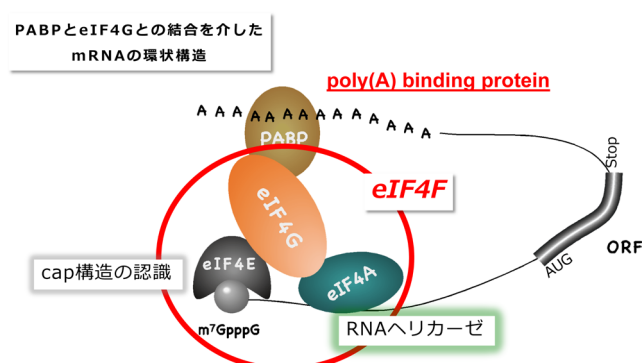 PABPとeIF4Gとの結合を介した
mRNAの環状構造
poly(A) binding protein
A A A A A A A A A A A A A
PABP
eIF4F
eIF4G
Stop
ORF
AUG
cap構造の認識
eIF4E
eIF4A
m⁷GpppG
RNAヘリカーゼ